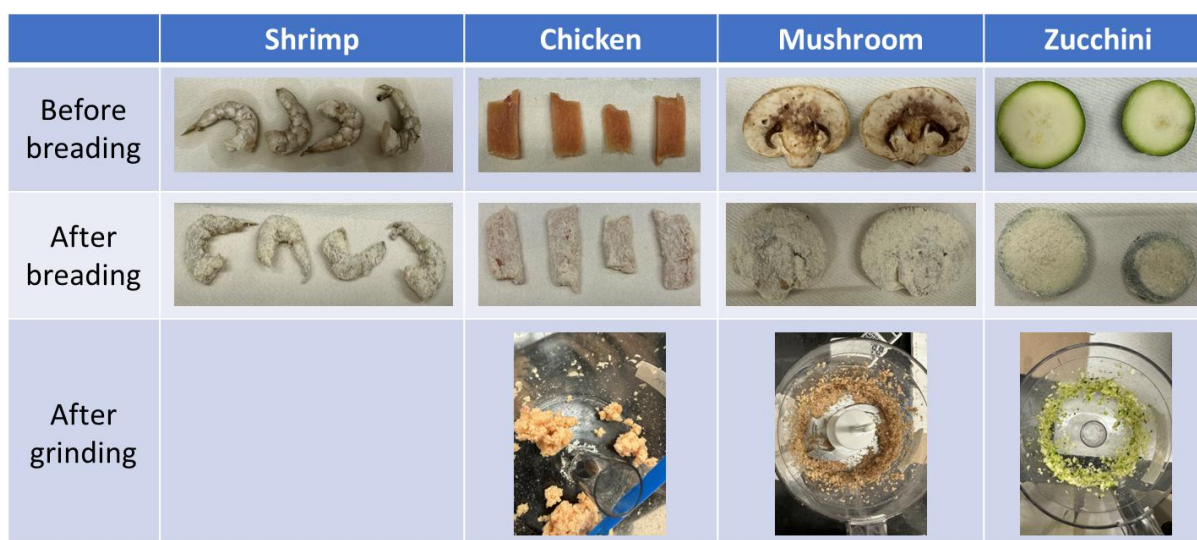 Shrimp
Chicken
Mushroom
Zucchini
Before
breading
After
breading
After
grinding